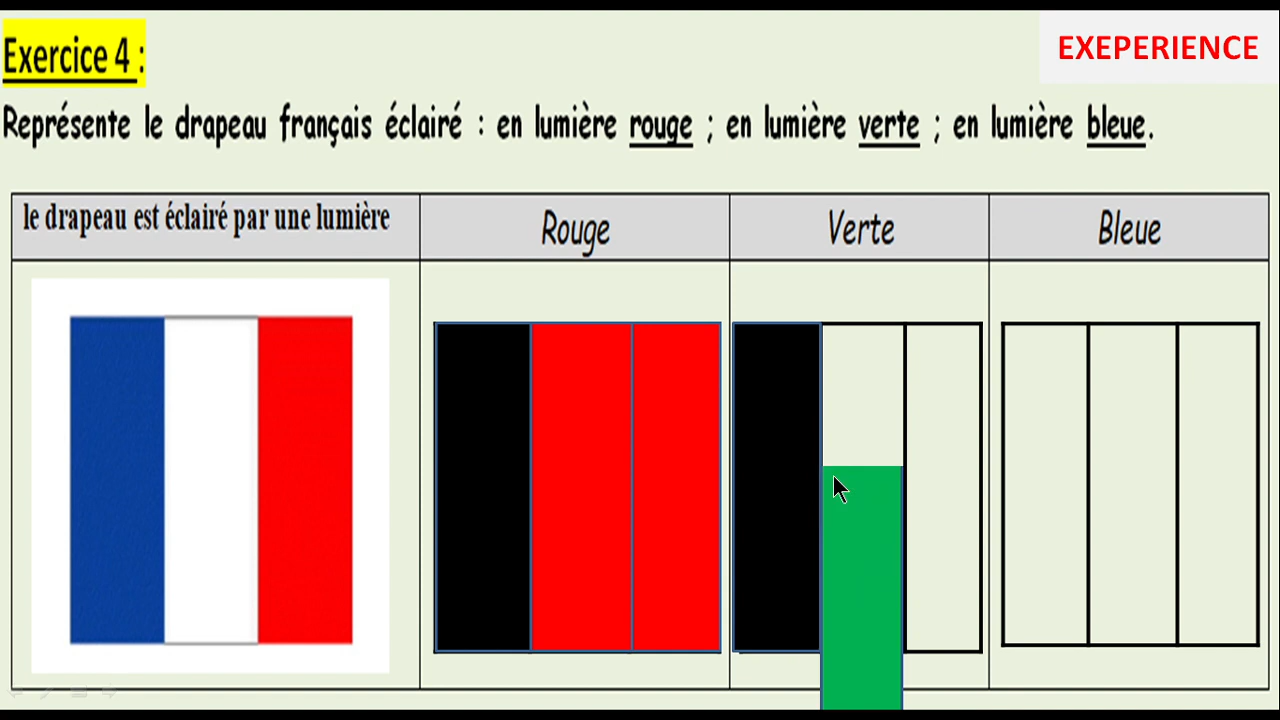 Exercice 4 :
EXEPERIENCE
Représente le drapeau français éclairé : en lumière rouge ; en lumière verte ; en lumière bleue.
le drapeau est éclairé par une lumière
Rouge
Verte
Bleue